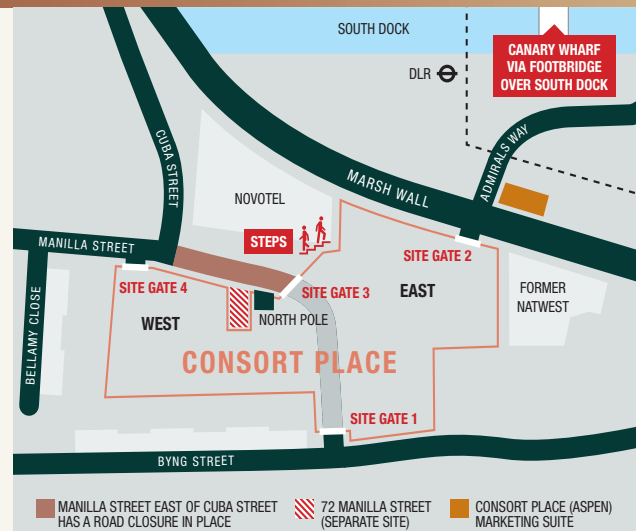 SOUTH DOCK
CANARY WHARF
VIA FOOTBRIDGE
OVER SOUTH DOCK
DLR
CUBA STREET
ADMIRALS WAY
MARSH WALL
NOVOTEL
STEPS
MANILLA STREET
SITE GATE 2
SITE GATE 4
SITE GATE 3
EAST
FORMER
NATWEST
WEST
NORTH POLE
BELLAMY CLOSE
CONSORT PLACE
SITE GATE 1
BYNG STREET
MANILLA STREET EAST OF CUBA STREET
HAS A ROAD CLOSURE IN PLACE
72 MANILLA STREET
(SEPARATE SITE)
CONSORT PLACE (ASPEN)
MARKETING SUITE